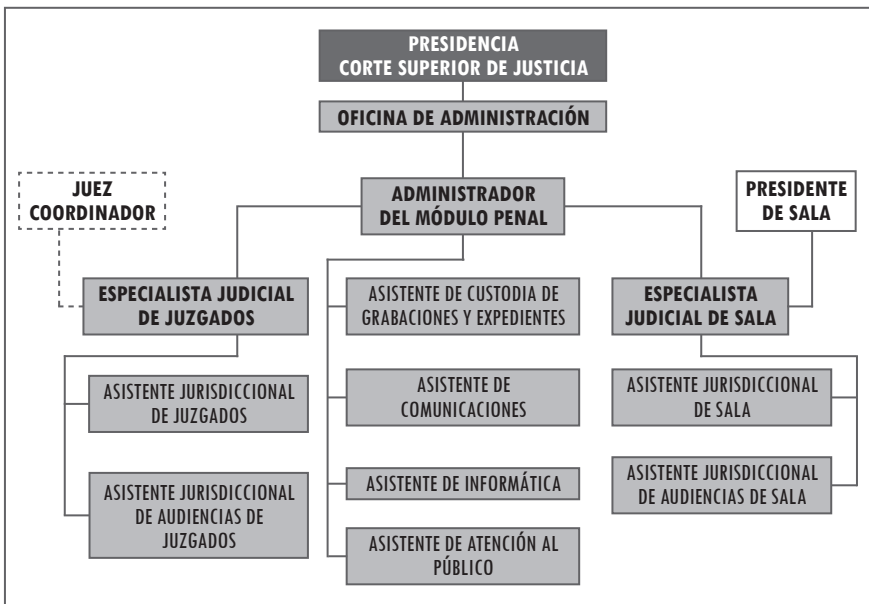 PRESIDENCIA
CORTE SUPERIOR DE JUSTICIA
OFICINA DE ADMINISTRACIÓN
JUEZ
COORDINADOR
ADMINISTRADOR
DEL MÓDULO PENAL
PRESIDENTE
DE SALA
ESPECIALISTA JUDICIAL
DE JUZGADOS
ASISTENTE DE CUSTODIA DE
GRABACIONES Y EXPEDIENTES
ESPECIALISTA
JUDICIAL DE SALA
ASISTENTE JURISDICCIONAL
DE JUZGADOS
ASISTENTE DE
COMUNICACIONES
ASISTENTE JURISDICCIONAL
DE SALA
ASISTENTE JURISDICCIONAL
DE AUDIENCIAS DE
JUZGADOS
ASISTENTE DE INFORMÁTICA
ASISTENTE JURISDICCIONAL
DE AUDIENCIAS DE SALA
ASISTENTE DE ATENCIÓN AL
PÚBLICO